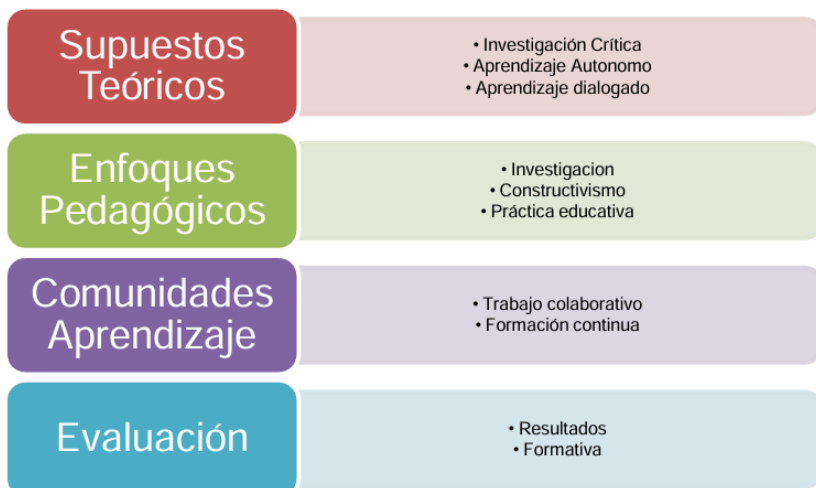 Supuestos
Teóricos
• Investigación Crítica
• Aprendizaje Autonomo
• Aprendizaje dialogado
Enfoques
Pedagógicos
• Investigacion
• Constructivismo
• Práctica educativa
Comunidades
Aprendizaje
• Trabajo colaborativo
• Formación continua
Evaluación
• Resultados
• Formativa